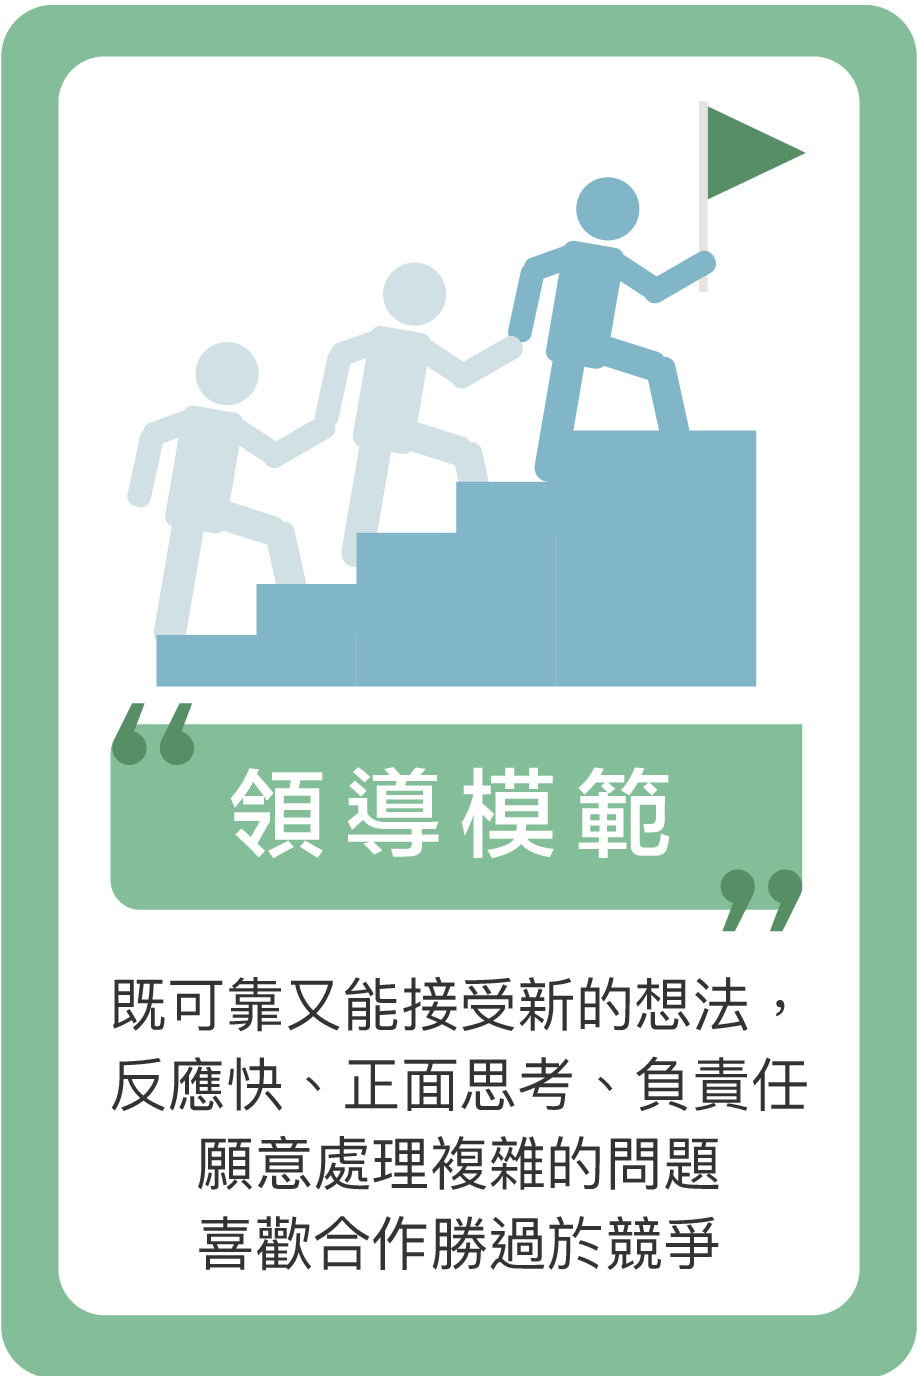 領導模範
既可靠又能接受新的想法，
反應快、正面思考、負責任
願意處理複雜的問題
喜歡合作勝過於競爭